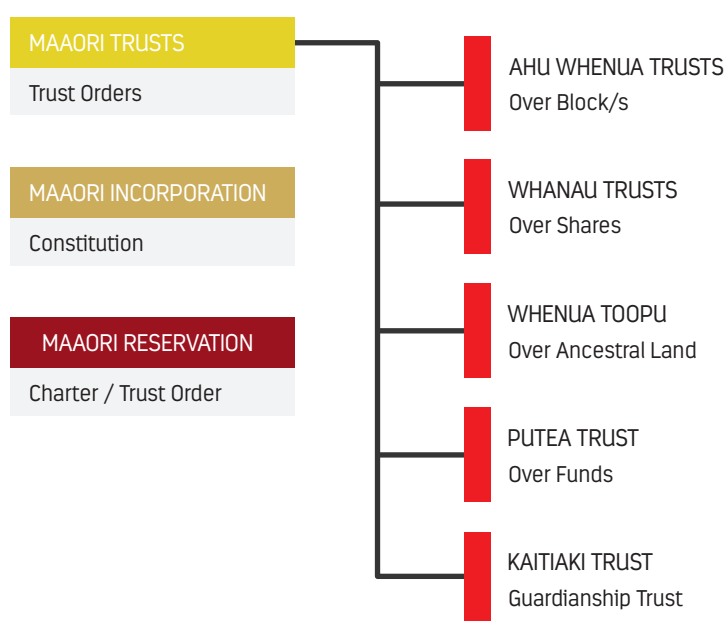 MAAORI TRUSTS
Trust Orders
MAAORI INCORPORATION
Constitution
MAAORI RESERVATION
Charter / Trust Order
AHU WHENUA TRUSTS
Over Block/s
WHANAU TRUSTS
Over Shares
WHENUA TOOPU
Over Ancestral Land
PUTEA TRUST
Over Funds
KAITIAKI TRUST
Guardianship Trust